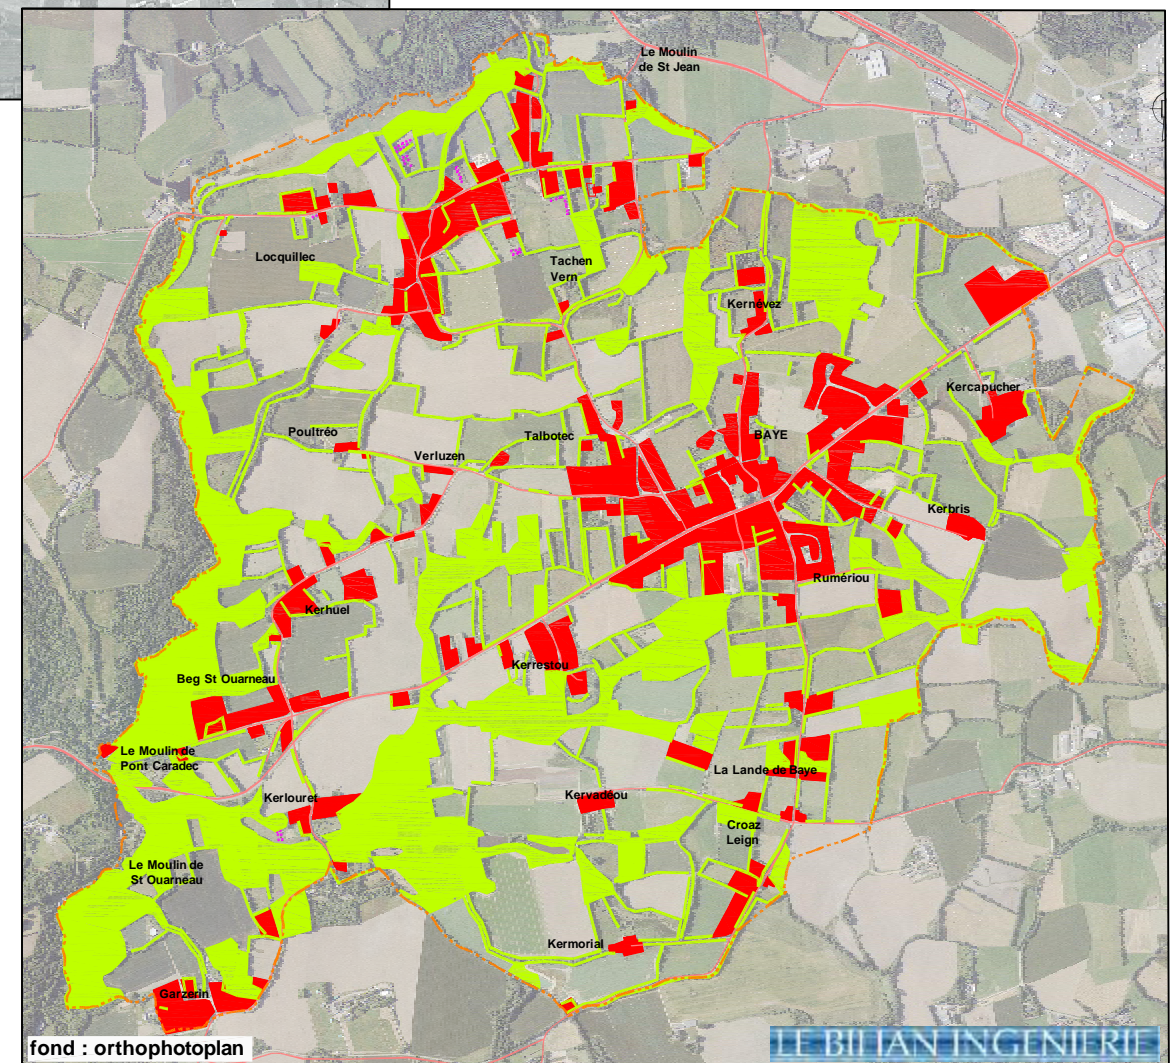 Le Moulin
de St Jean
Locquillec
Tachen
Vern
Kernévez
Kercapucher
Poultréo
Verluzen
Talbotec
BAYE
Kerbris
Rumériou
Kerhuel
Kerrestou
Beg St Ouarneau
Le Moulin de
Pont Caradec
La Lande de Baye
Kerlouret
Kervadéou
Croaz
Leign
Le Moulin de
St Ouarneau
Kermorial
Garzerin
fond : orthophotoplan
LE BIHAN INGENIERIE